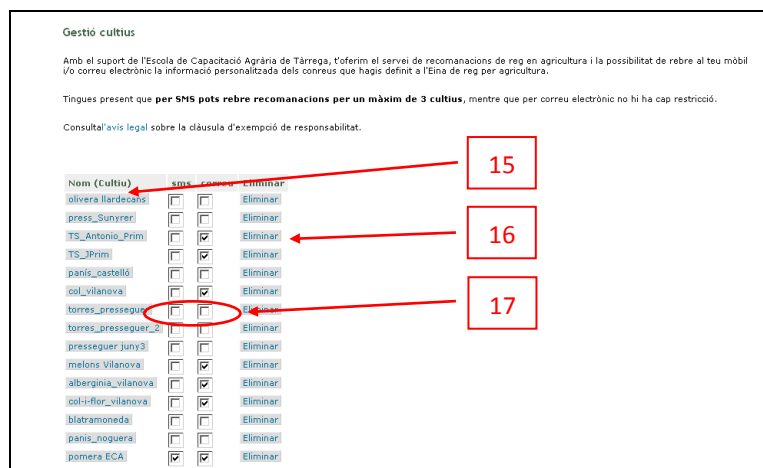 Gestió cultius
Amb el suport de l'Escola de Capacitació Agrària de Tàrrega, t'oferim el servei de recomanacions de reg en agricultura i la possibilitat de rebre al teu mòbil
i/o correu electrònic la informació personalitzada dels conreus que hagis definit a l'Eina de reg per agricultura.
Tingues present que per SMS pots rebre recomanacions per un màxim de 3 cultius, mentre que per correu electrònic no hi ha cap restricció.
Consulta l'avís legal sobre la clàusula d'exempció de responsabilitat.
15
Nom (Cultiu) sms correu Eliminar
olivera llardecans Eliminar
press_Sunyrer Eliminar
16
TS_Antonio_Prim Eliminar
TS_JPrim Eliminar
panís_castelló Eliminar
col_vilanova Eliminar
17
torres_presseguer Eliminar
torres_presseguer_2 Eliminar
presseguer juny3 Eliminar
melons Vilanova Eliminar
alberginia_vilanova Eliminar
col-i-flor_vilanova Eliminar
blatramoneda Eliminar
panis_noguera Eliminar
pomera ECA Eliminar